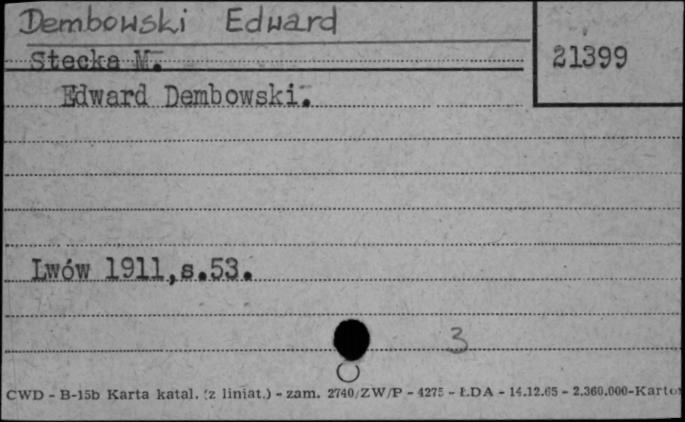 Dembowski Edward
21399
Stecka M.
Edward Dembowski.
Lwów 1911,s.53.
3
CWD - B-15b Karta katal. (z liniat.) - zam. 2740/ZW/P - 4275 - ŁDA - 14.12.65 - 2.360.000-Kartot